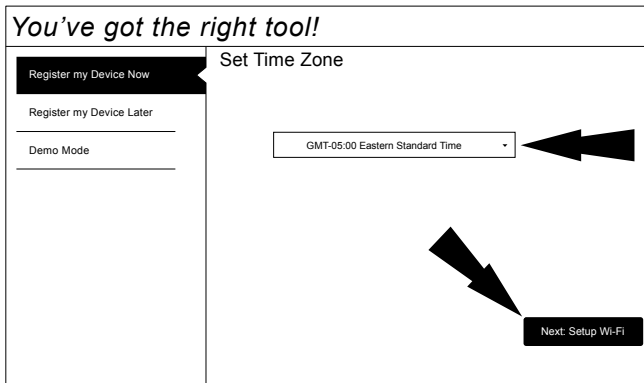 You’ve got the right tool!
Register my Device Now
Register my Device Later
Demo Mode
Set Time Zone
GMT-05:00 Eastern Standard Time
Next: Setup Wi-Fi